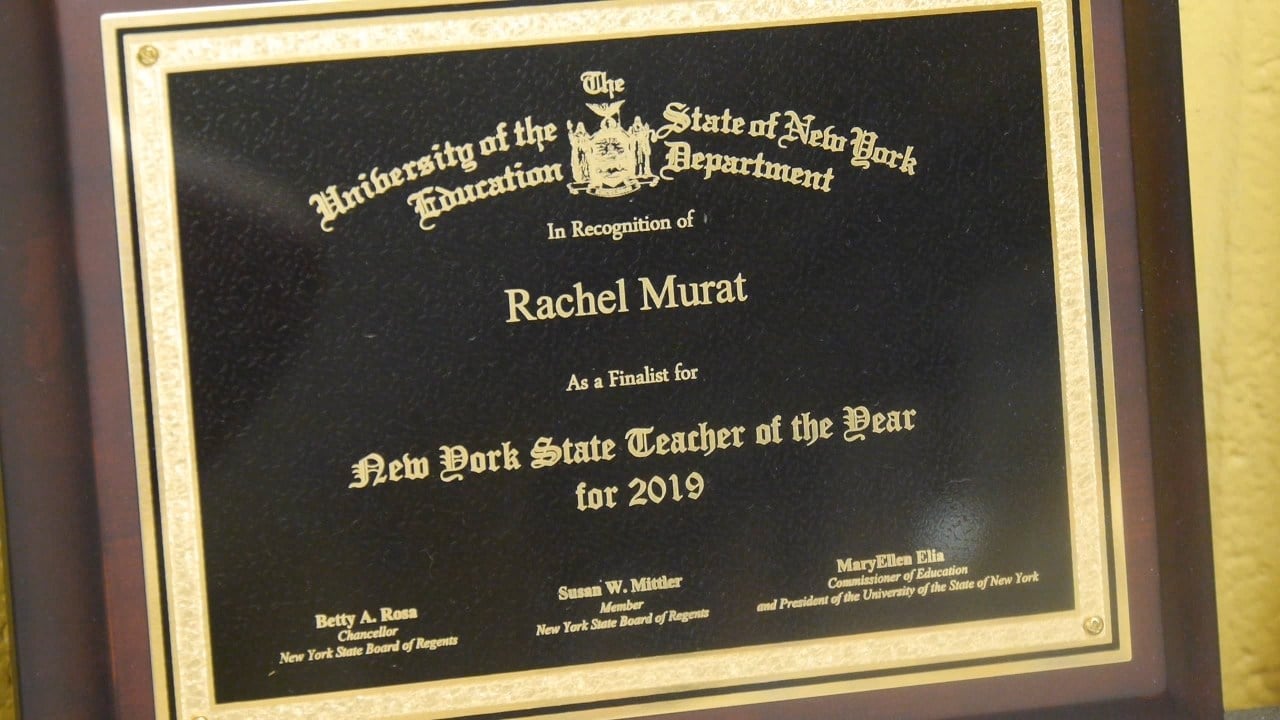 The
University of the State of New York
Education Department
In Recognition of
Rachel Murat
As a Finalist for
New York State Teacher of the Year
for 2019
Betty A. Rosa
Chancellor
New York State Board of Regents
Susan W. Mittler
Member
New York State Board of Regents
MaryEllen Elia
Commissioner of Education
and President of the University of the State of New York